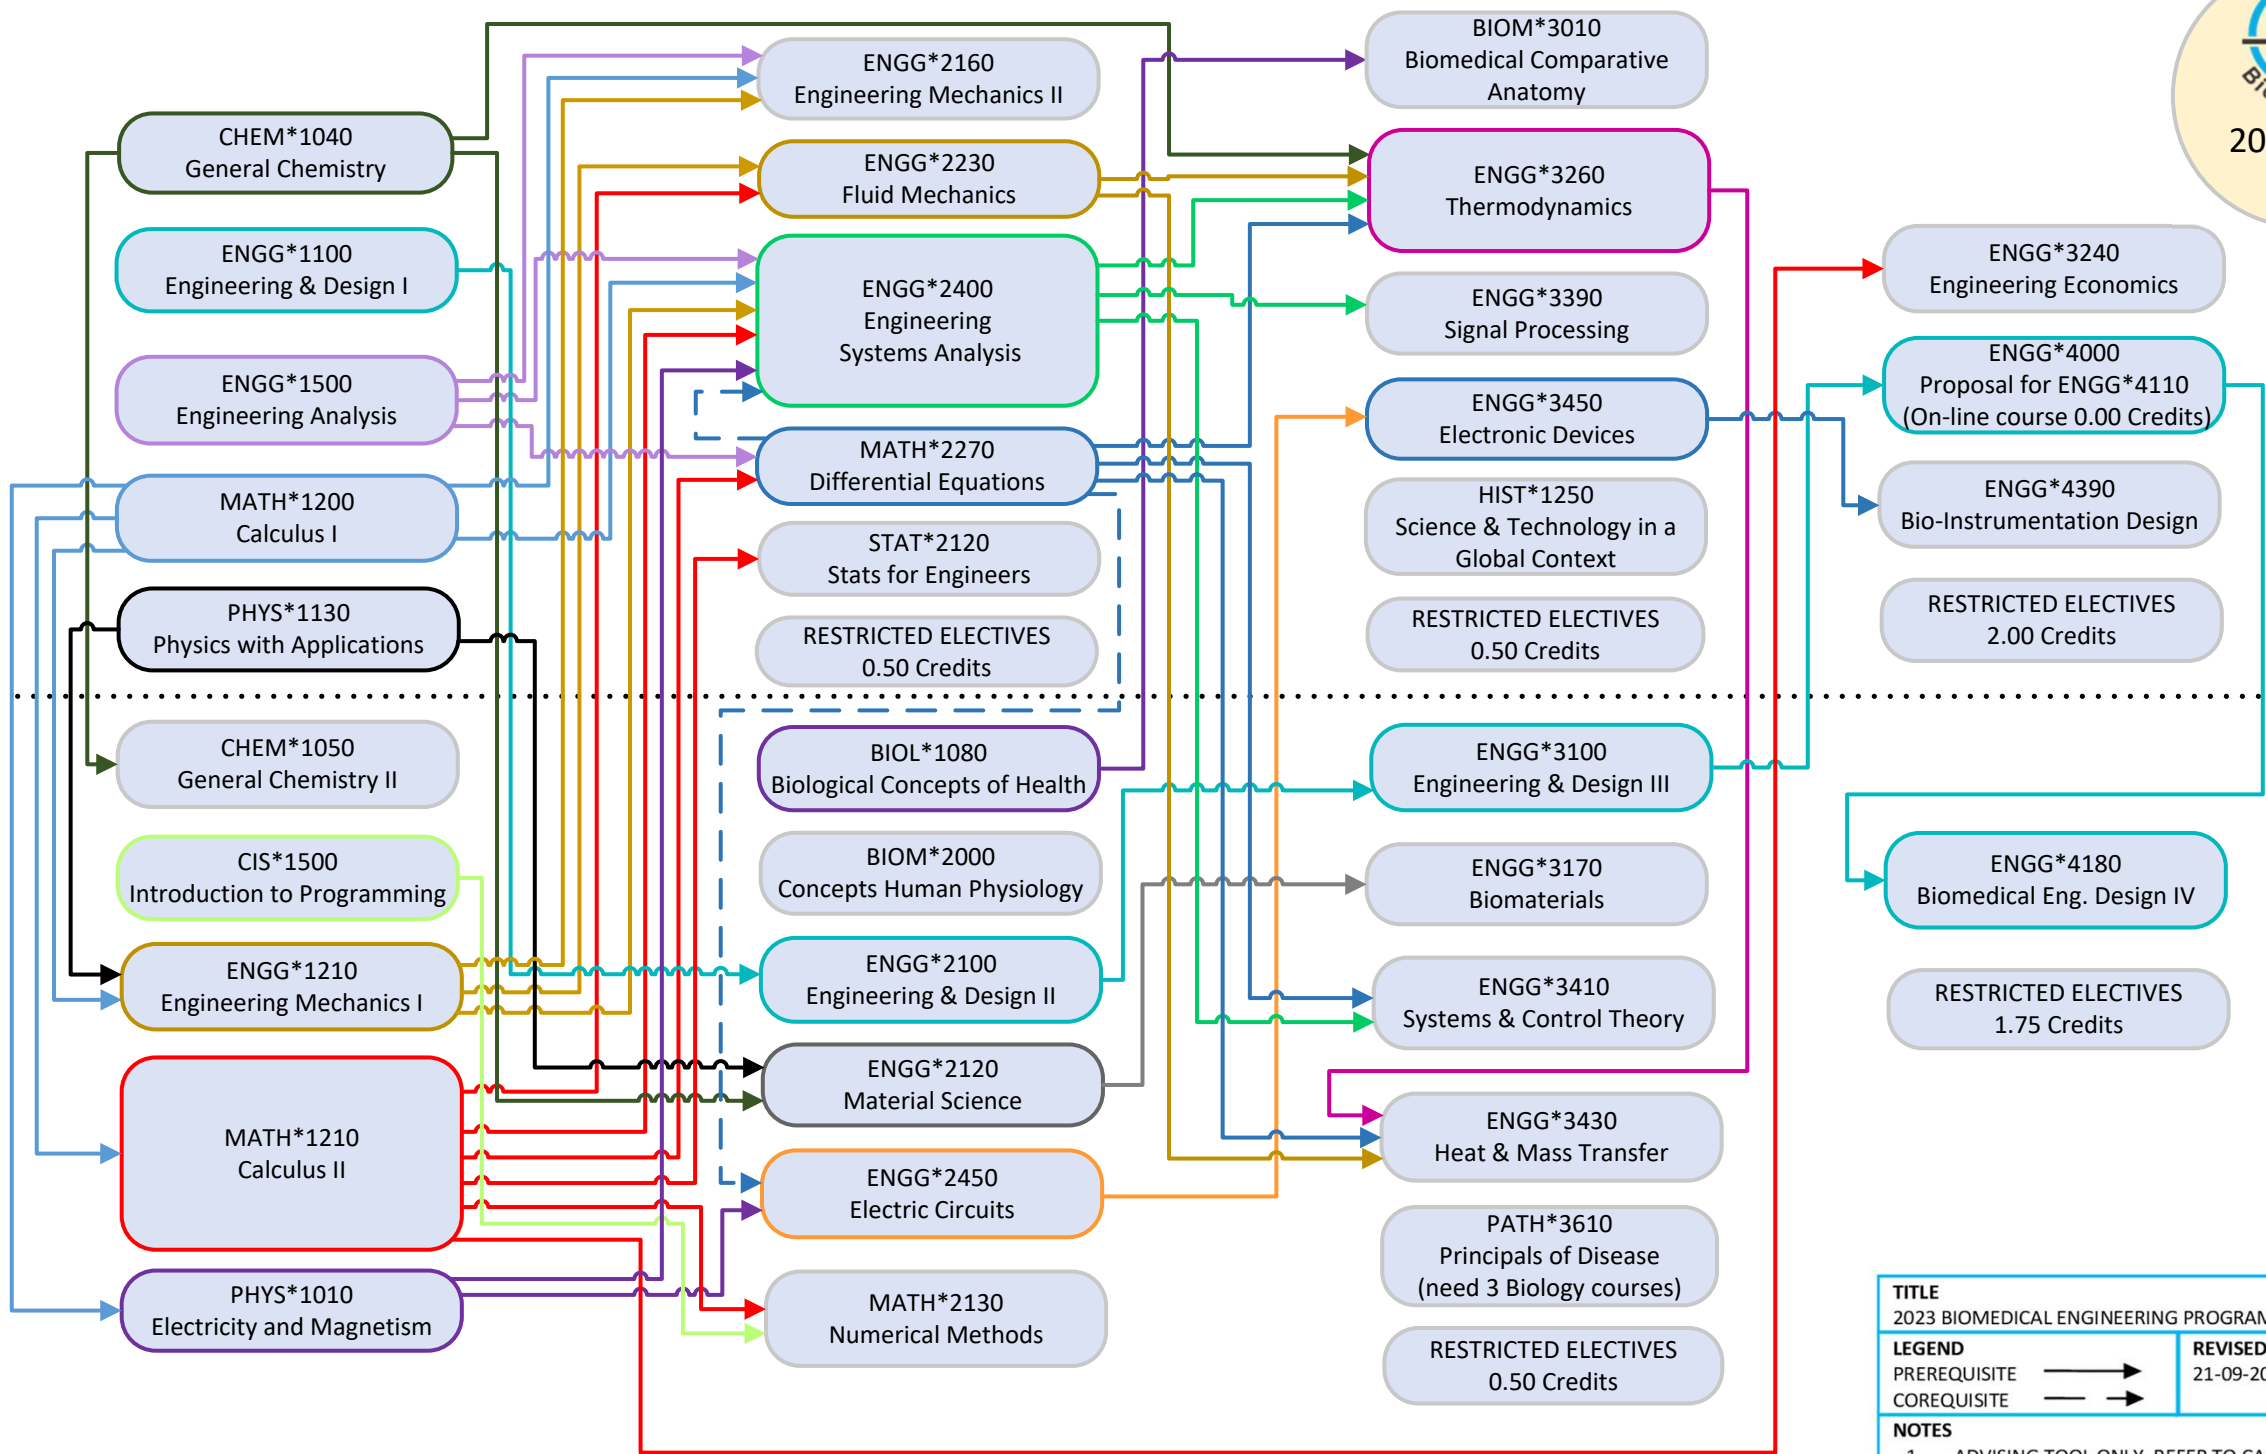 CHEM*1040
General Chemistry
ENGG*1100
Engineering & Design I
ENGG*1500
Engineering Analysis
MATH*1200
Calculus I
PHYS*1130
Physics with Applications
CHEM*1050
General Chemistry II
CIS*1500
Introduction to Programming
ENGG*1210
Engineering Mechanics I
MATH*1210
Calculus II
PHYS*1010
Electricity and Magnetism
ENGG*2160
Engineering Mechanics II
ENGG*2230
Fluid Mechanics
ENGG*2400
Engineering
Systems Analysis
MATH*2270
Differential Equations
STAT*2120
Stats for Engineers
RESTRICTED ELECTIVES
0.50 Credits
BIOL*1080
Biological Concepts of Health
BIOM*2000
Concepts Human Physiology
ENGG*2100
Engineering & Design II
ENGG*2120
Material Science
ENGG*2450
Electric Circuits
MATH*2130
Numerical Methods
BIOM*3010
Biomedical Comparative
Anatomy
ENGG*3260
Thermodynamics
ENGG*3390
Signal Processing
ENGG*3450
Electronic Devices
HIST*1250
Science & Technology in a
Global Context
RESTRICTED ELECTIVES
0.50 Credits
ENGG*3100
Engineering & Design III
ENGG*3170
Biomaterials
ENGG*3410
Systems & Control Theory
ENGG*3430
Heat & Mass Transfer
PATH*3610
Principals of Disease
(need 3 Biology courses)
RESTRICTED ELECTIVES
0.50 Credits
20
ENGG*3240
Engineering Economics
ENGG*4000
Proposal for ENGG*4110
(On-line course 0.00 Credits)
ENGG*4390
Bio-Instrumentation Design
RESTRICTED ELECTIVES
2.00 Credits
ENGG*4180
Biomedical Eng. Design IV
RESTRICTED ELECTIVES
1.75 Credits
TITLE
2023 BIOMEDICAL ENGINEERING PROGRAM
LEGEND
PREREQUISITE
COREQUISITE
REVISED
21-09-20
NOTES